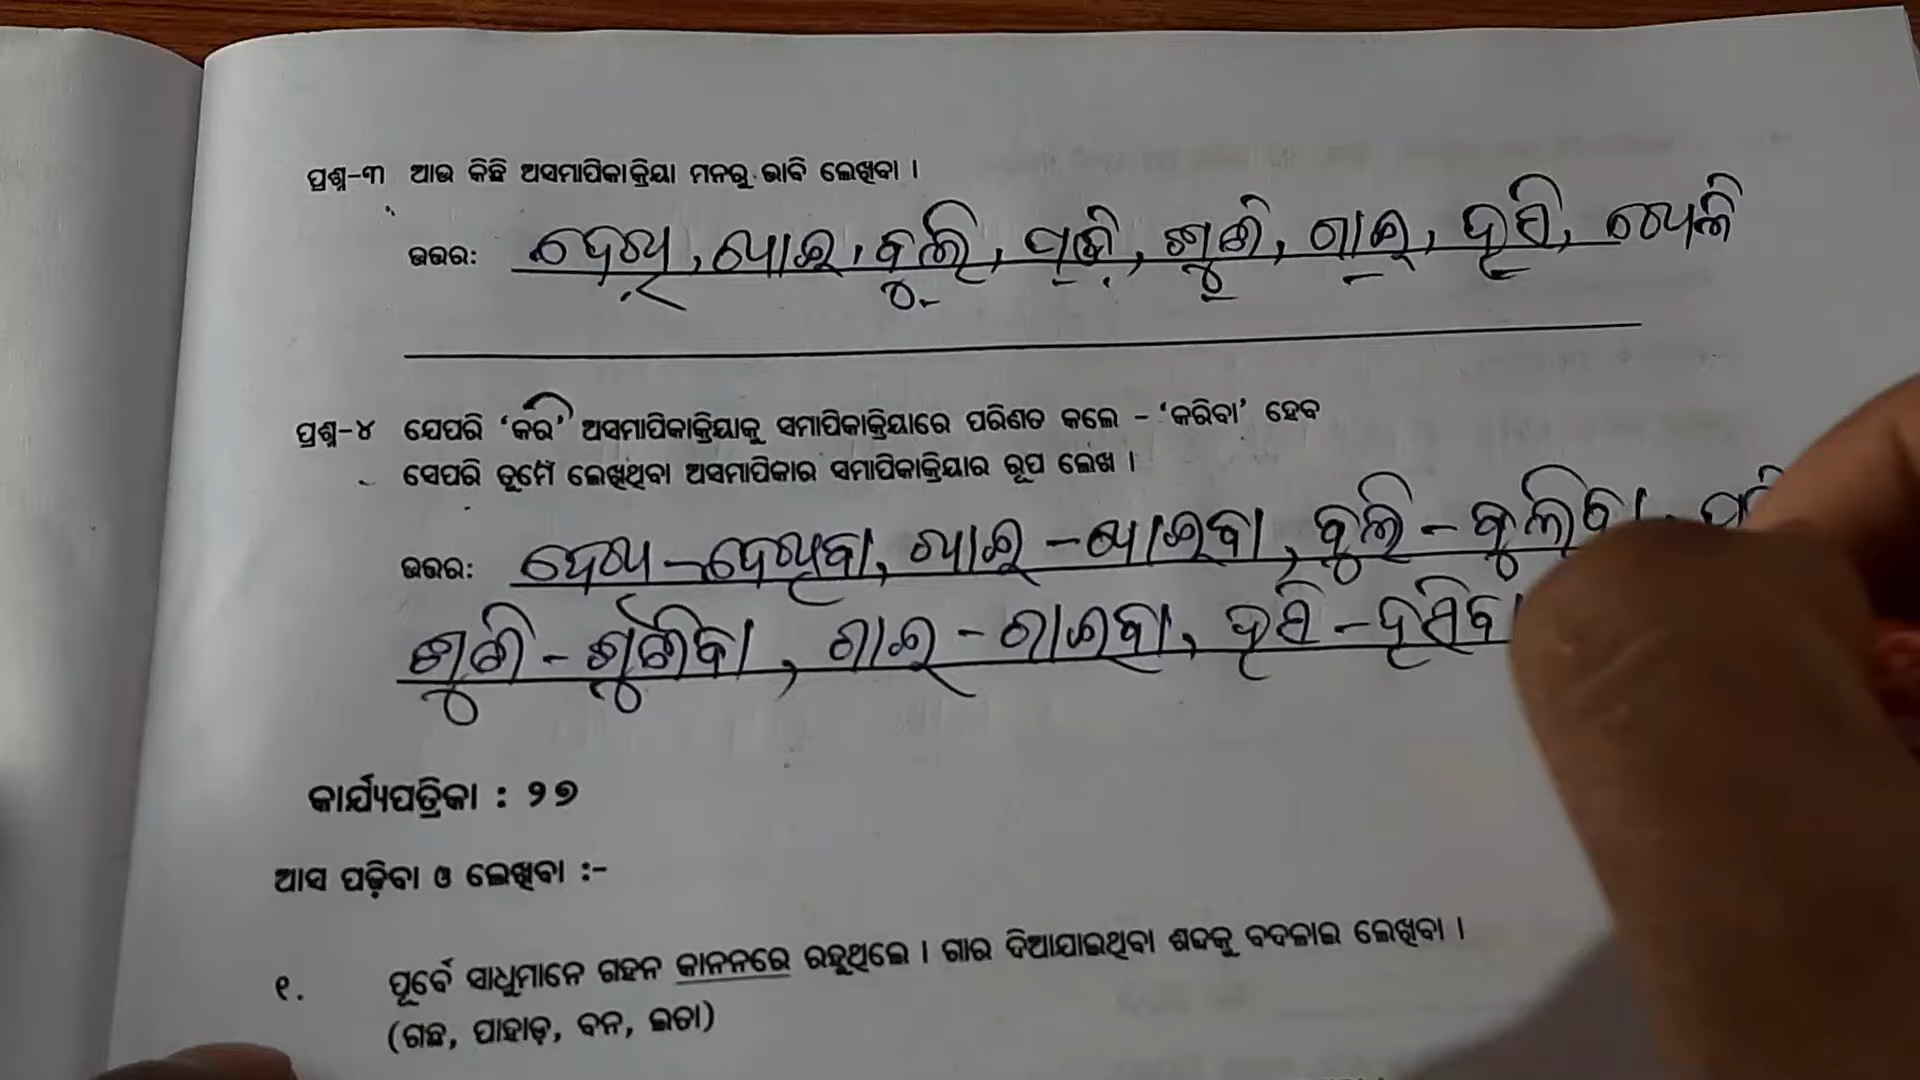 ପ୍ରଶ୍ନ-୩ ଆଉ କିଛି ଅସମାପିକାକ୍ରିୟା ମନରୁ ଭାବି ଲେଖିବା ।
ଉତ୍ତର: ଦେଖି, ଖାଇ, ବୁଲି, ପଢ଼ି, ଶୁଣି, ଗାଇ, ହସି, ଖେଳି
ପ୍ରଶ୍ନ-୪ ଯେପରି ‘କରି’ ଅସମାପିକାକ୍ରିୟାକୁ ସମାପିକାକ୍ରିୟାରେ ପରିଣତ କଲେ - ‘କରିବା’ ହେବ
ସେପରି ତୁମେ ଲେଖିଥିବା ଅସମାପିକାର ସମାପିକାକ୍ରିୟାର ରୂପ ଲେଖ ।
ଉତ୍ତର: ଦେଖି - ଦେଖିବା, ଖାଇ - ଖାଇବା, ବୁଲି - ବୁଲିବା,
ଶୁଣି - ଶୁଣିବା, ଗାଇ - ଗାଇବା, ହସି - ହସିବା
କାର୍ଯ୍ୟପତ୍ରିକା : ୨୭
ଆସ ପଢ଼ିବା ଓ ଲେଖିବା :-
୧. ପୂର୍ବେ ସାଧୁମାନେ ଗହନ କାନନରେ ରହୁଥିଲେ । ଗାର ଦିଆଯାଇଥିବା ଶବ୍ଦକୁ ବଦଳାଇ ଲେଖିବା ।
(ଗଛ, ପାହାଡ଼, ବନ, ଲତା)